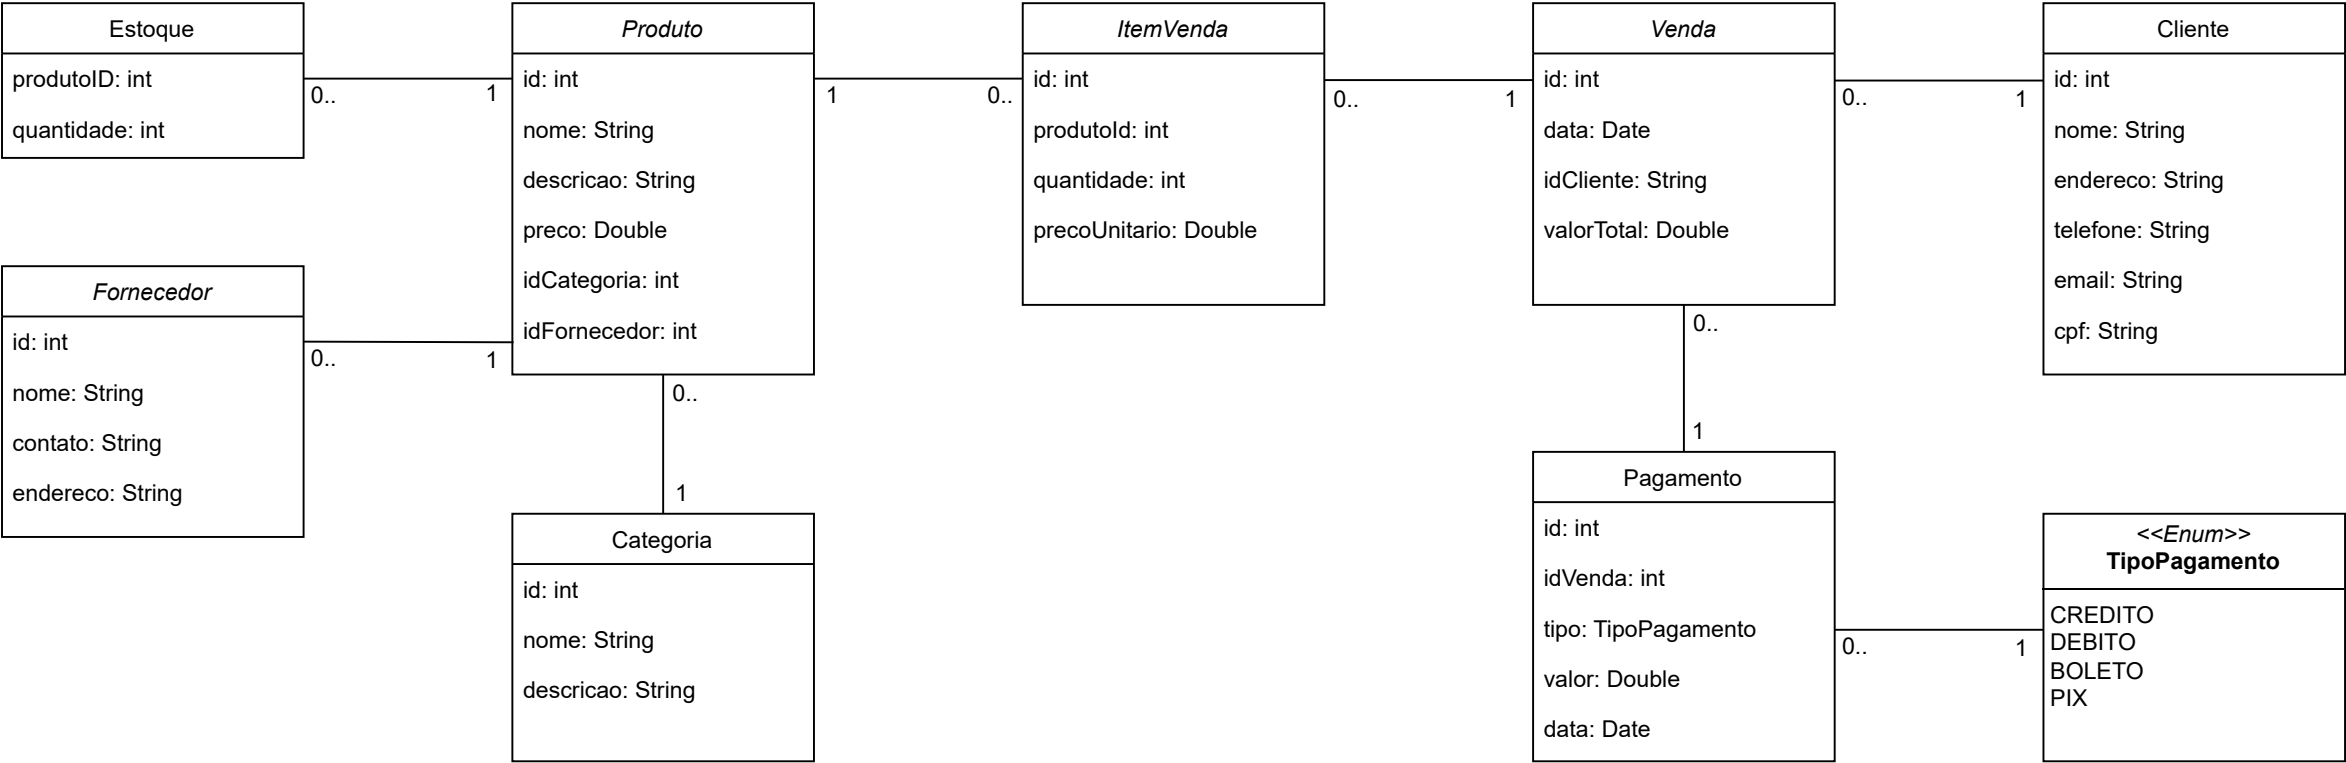 Estoque
produtoID: int
quantidade: int
0..
1
Produto
id: int
nome: String
descricao: String
preco: Double
idCategoria: int
idFornecedor: int
1
0..
ItemVenda
id: int
produtoId: int
quantidade: int
precoUnitario: Double
0..
1
Venda
id: int
data: Date
idCliente: String
valorTotal: Double
0..
1
Cliente
id: int
nome: String
endereco: String
telefone: String
email: String
cpf: String
Fornecedor
id: int
nome: String
contato: String
endereco: String
0..
1
0..
1
Categoria
id: int
nome: String
descricao: String
0..
1
Pagamento
id: int
idVenda: int
tipo: TipoPagamento
valor: Double
data: Date
0..
1
<<Enum>>
TipoPagamento
CREDITO
DEBITO
BOLETO
PIX